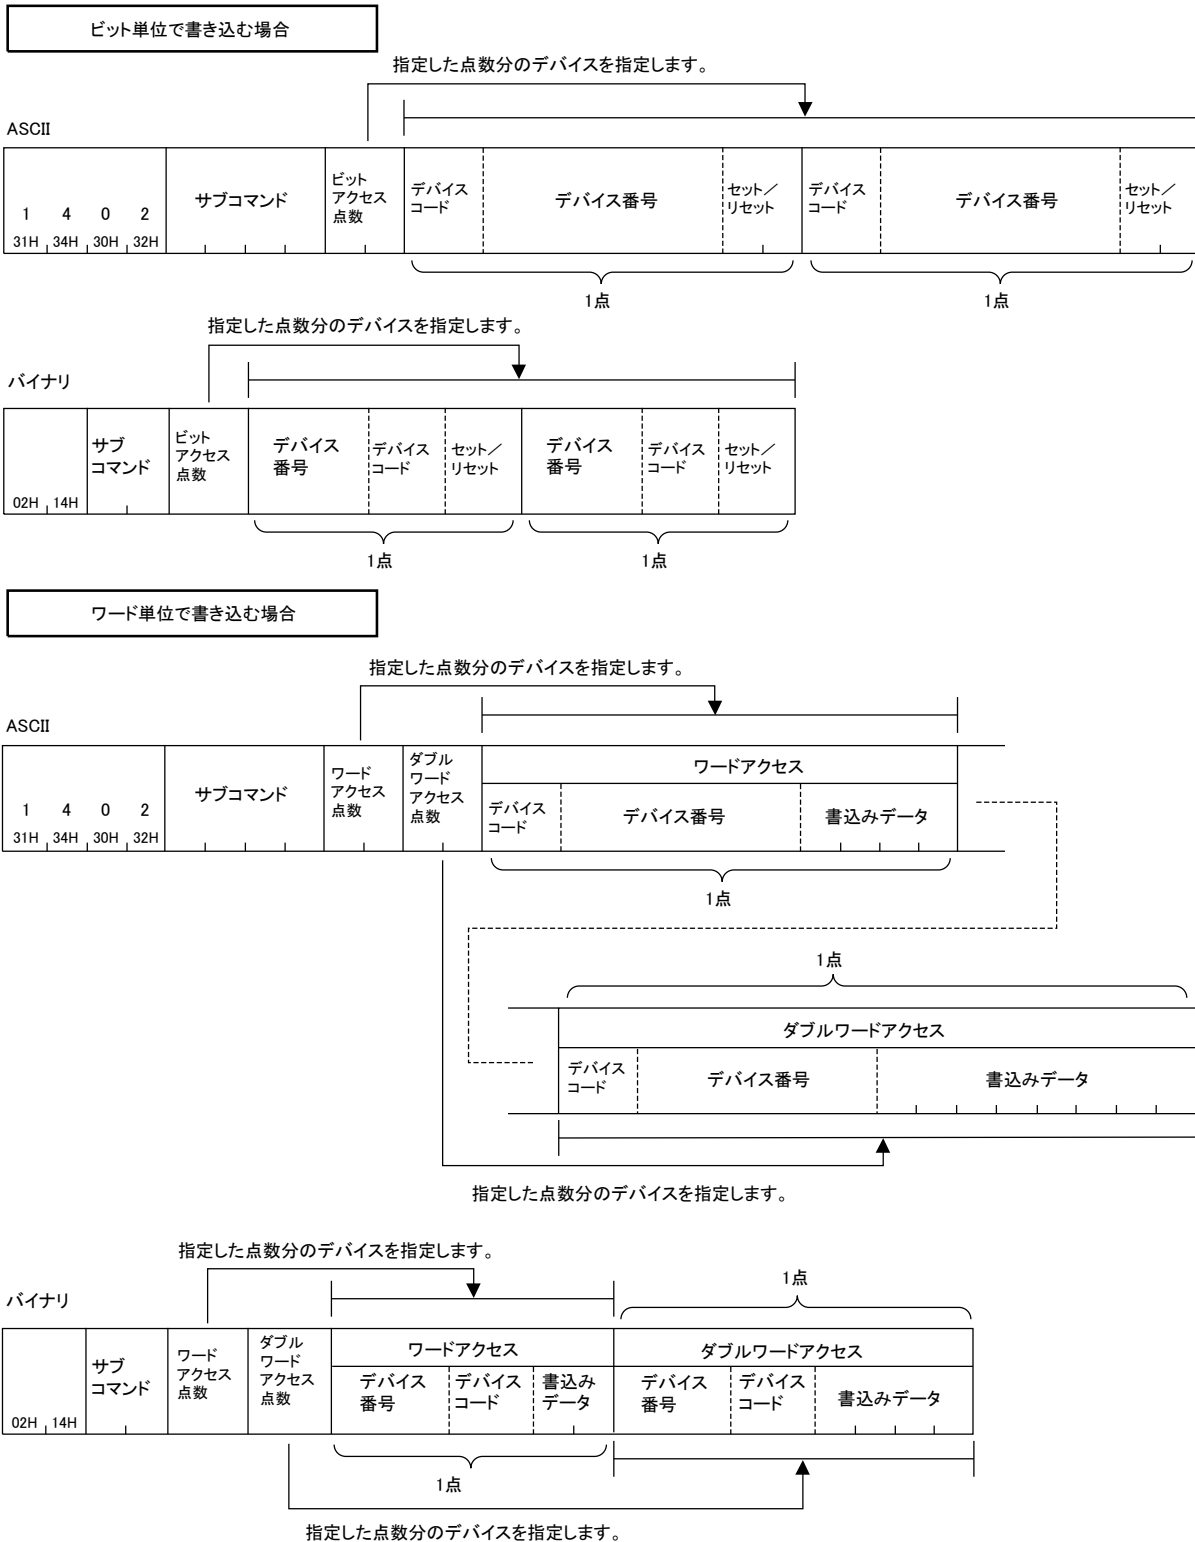 ビット単位で書き込む場合
指定した点数分のデバイスを指定します。
ASCII
1 4 0 2
31H 34H 30H 32H
サブコマンド
ビット
アクセス
点数
デバイス
コード
デバイス番号
セット／
リセット
デバイス
コード
デバイス番号
セット／
リセット
1点
1点
指定した点数分のデバイスを指定します。
バイナリ
02H 14H
サブ
コマンド
ビット
アクセス
点数
デバイス
番号
デバイス
コード
セット／
リセット
デバイス
番号
デバイス
コード
セット／
リセット
1点
1点
ワード単位で書き込む場合
指定した点数分のデバイスを指定します。
ASCII
1 4 0 2
31H 34H 30H 32H
サブコマンド
ワード
アクセス
点数
ダブル
ワード
アクセス
点数
ワードアクセス
デバイス
コード
デバイス番号
書込みデータ
1点
1点
ダブルワードアクセス
デバイス
コード
デバイス番号
書込みデータ
指定した点数分のデバイスを指定します。
指定した点数分のデバイスを指定します。
バイナリ
02H 14H
サブ
コマンド
ワード
アクセス
点数
ダブル
ワード
アクセス
点数
ワードアクセス
デバイス
番号
デバイス
コード
書込み
データ
1点
1点
ダブルワードアクセス
デバイス
番号
デバイス
コード
書込みデータ
指定した点数分のデバイスを指定します。